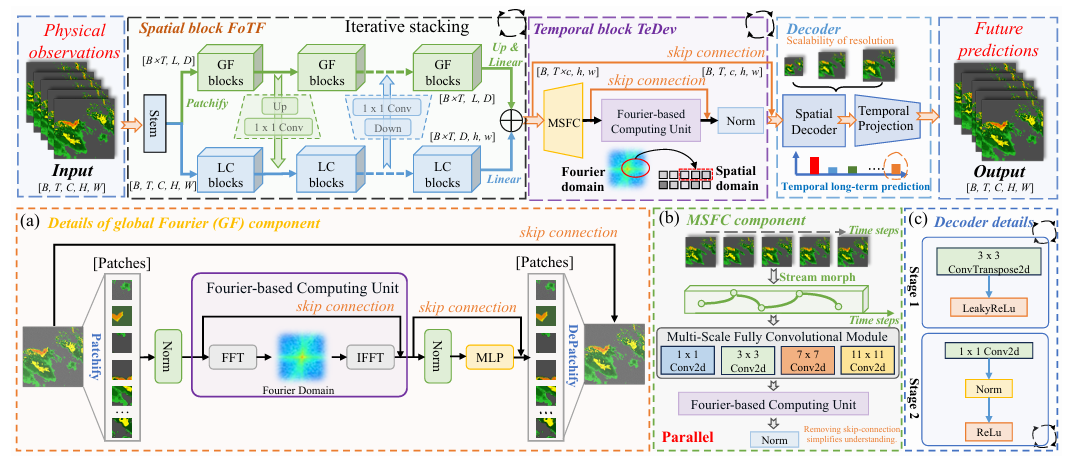 Physical
observations
Input
[B, T, C, H, W]
Stem
Spatial block FoTF
Iterative stacking
[B×T, L, D]
GF
blocks
GF
blocks
GF
blocks
Up &
Linear
Patchify
Up
1 x 1 Conv
1 x 1 Conv
Down
[B×T, L, D]
[B×T, D, h, w]
[B, T, C, H, W]
LC
blocks
LC
blocks
LC
blocks
Linear
Temporal block TeDev
skip connection
[B, T×c, h, w]
skip connection
[B, T, c, h, w]
MSFC
Fourier-based
Computing Unit
Norm
Fourier
domain
Spatial
domain
Decoder
Scalability of resolution
Spatial
Decoder
Temporal
Projection
Temporal long-term prediction
Future
predictions
Output
[B, T, C, H, W]
(a)
Details of global Fourier (GF) component
skip connection
[Patches]
[Patches]
Patchify
Norm
Fourier-based Computing Unit
skip connection
FFT
IFFT
Fourier Domain
skip connection
Norm
MLP
DePatchify
(b)
MSFC component
Time steps
Stream morph
Time steps
Multi-Scale Fully Convolutional Module
1 x 1
Conv2d
3 x 3
Conv2d
7 x 7
Conv2d
11 x 11
Conv2d
Fourier-based Computing Unit
Parallel
Norm
Removing skip-connection
simplifies understanding.
(c)
Decoder details
Stage 1
3 x 3
ConvTranspose2d
LeakyReLu
Stage 2
1 x 1 Conv2d
Norm
ReLu